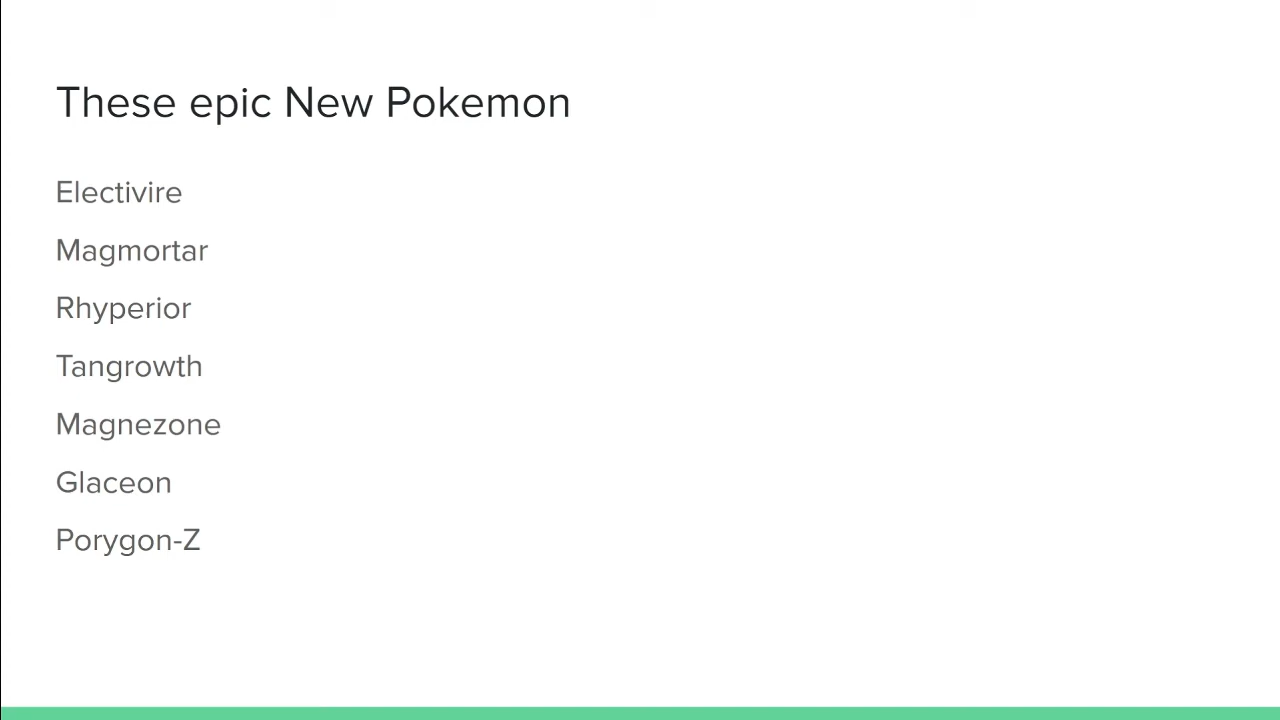 These epic New Pokemon
Electivire
Magmortar
Rhyperior
Tangrowth
Magnezone
Glaceon
Porygon-Z